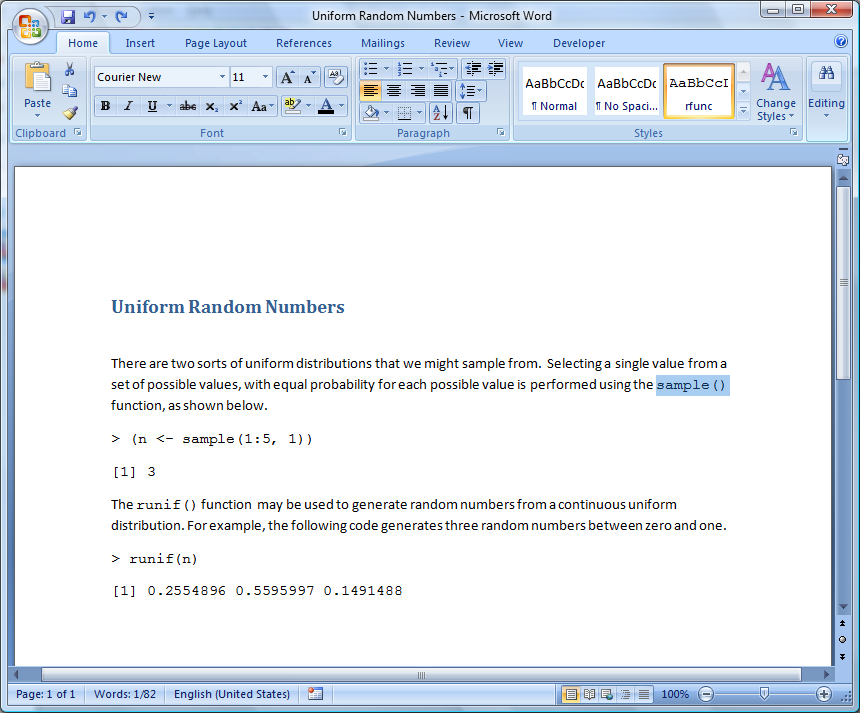 Uniform Random Numbers - Microsoft Word
Home Insert Page Layout References Mailings Review View Developer
Courier New 11
Paste
B I U abc X₂ X² Aa
AaBbCcDc AaBbCcDc AaBbCcI
¶ Normal ¶ No Spaci... rfunc
Change Styles
Editing
Clipboard Font Paragraph Styles
Uniform Random Numbers
There are two sorts of uniform distributions that we might sample from. Selecting a single value from a
set of possible values, with equal probability for each possible value is performed using the sample()
function, as shown below.
> (n <- sample(1:5, 1))
[1] 3
The runif() function may be used to generate random numbers from a continuous uniform
distribution. For example, the following code generates three random numbers between zero and one.
> runif(n)
[1] 0.2554896 0.5595997 0.1491488
Page: 1 of 1 Words: 1/82 English (United States) 100%